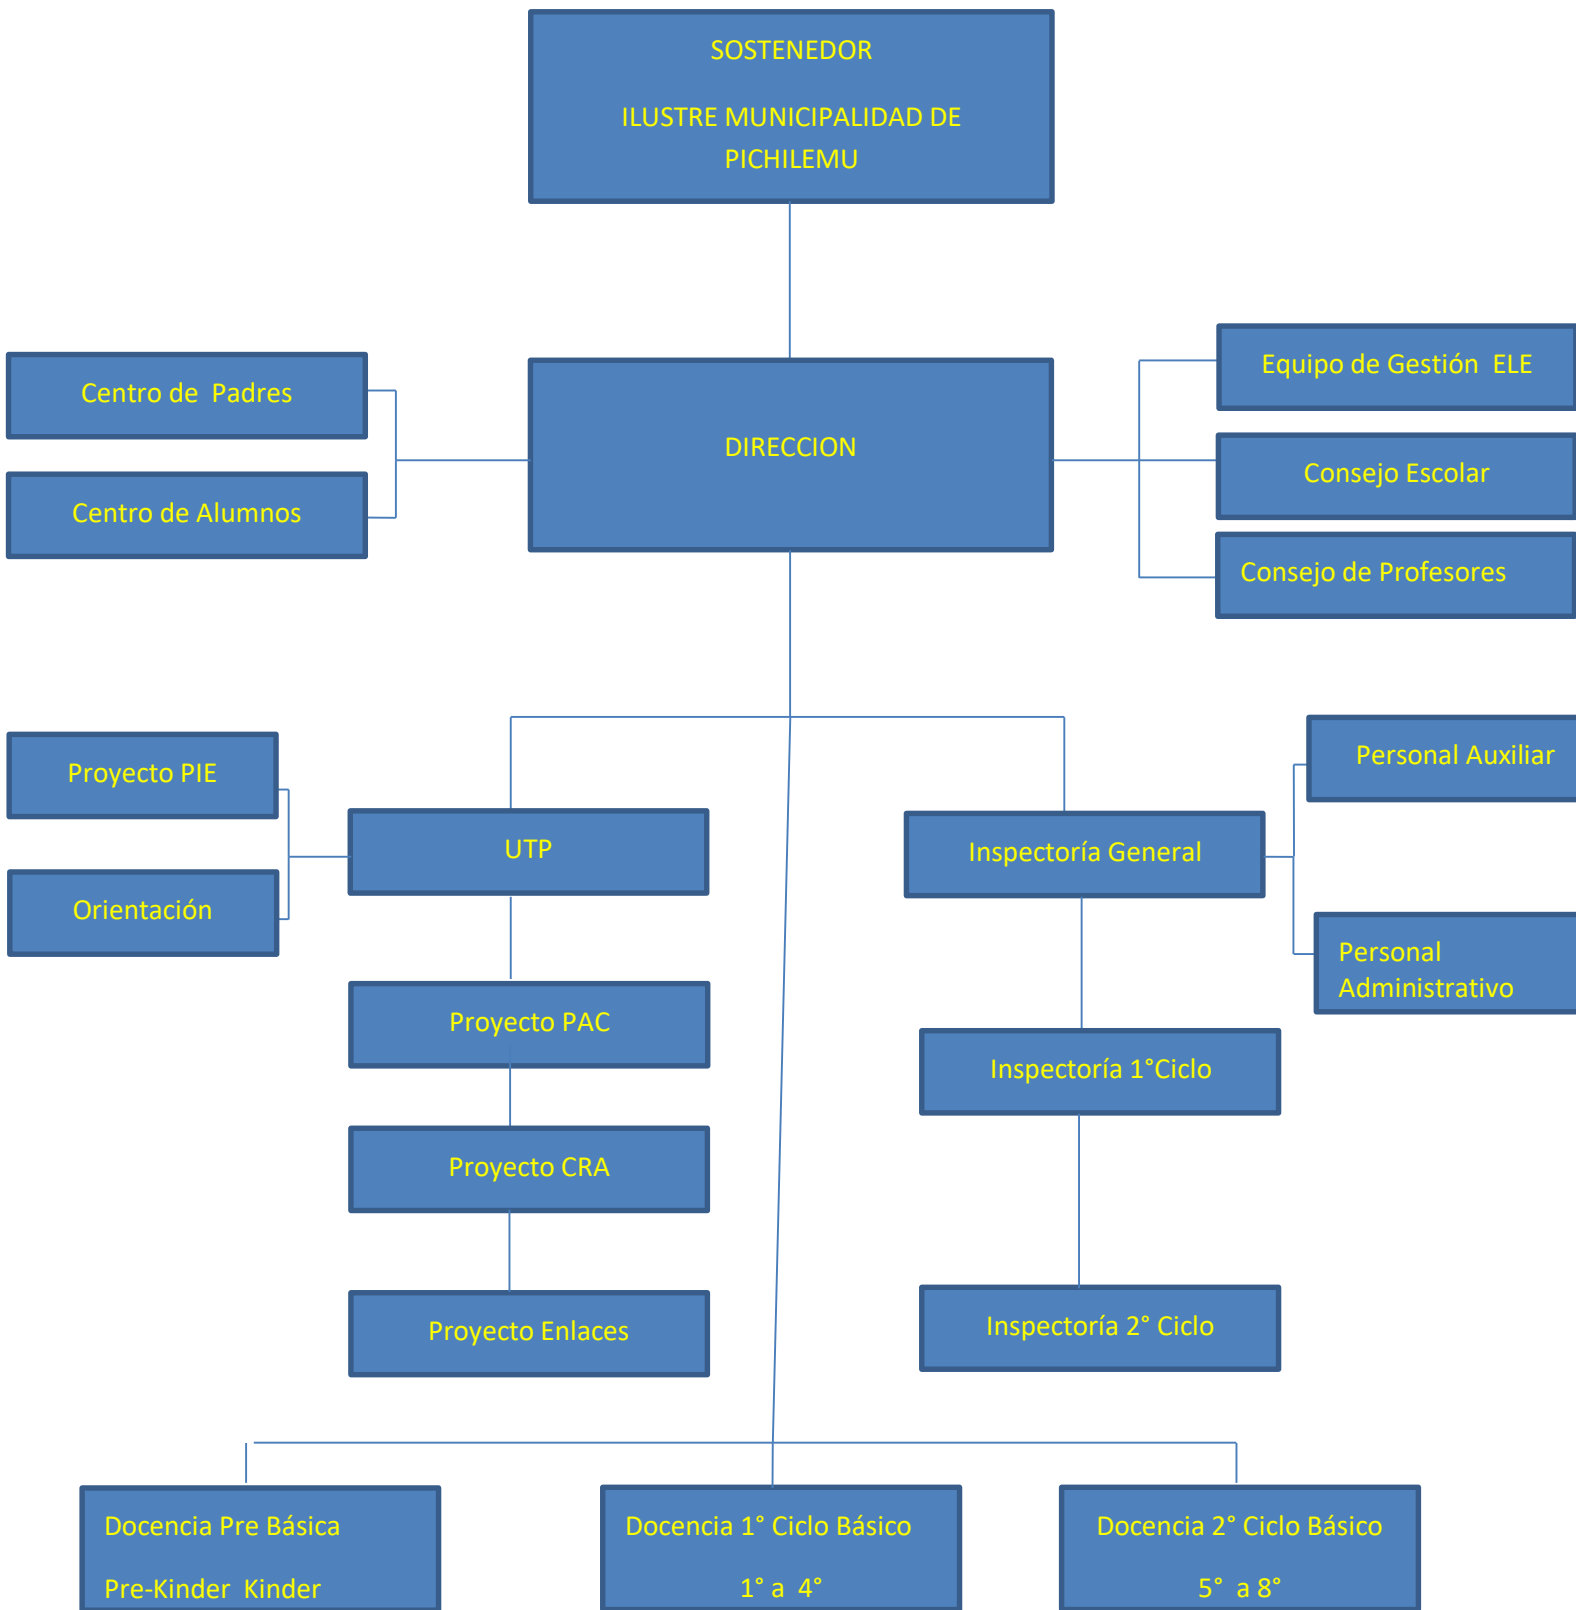 SOSTENEDOR
ILUSTRE MUNICIPALIDAD DE
PICHILEMU
Centro de  Padres
Centro de Alumnos
DIRECCION
Equipo de Gestión  ELE
Consejo Escolar
Consejo de Profesores
Proyecto PIE
Orientación
UTP
Inspectoría General
Personal Auxiliar
Personal
Administrativo
Proyecto PAC
Proyecto CRA
Proyecto Enlaces
Inspectoría 1°Ciclo
Inspectoría 2° Ciclo
Docencia Pre Básica
Pre-Kinder  Kinder
Docencia 1° Ciclo Básico
1° a  4°
Docencia 2° Ciclo Básico
5°  a 8°